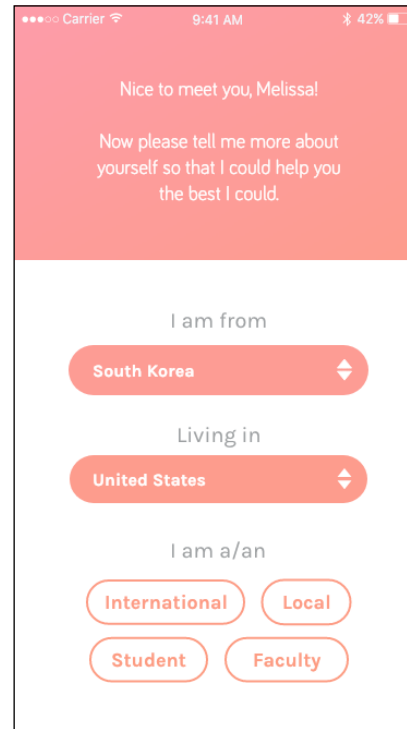 Carrier 9:41 AM 42%
Nice to meet you, Melissa!
Now please tell me more about
yourself so that I could help you
the best I could.
I am from
South Korea
Living in
United States
I am a/an
International Local
Student Faculty